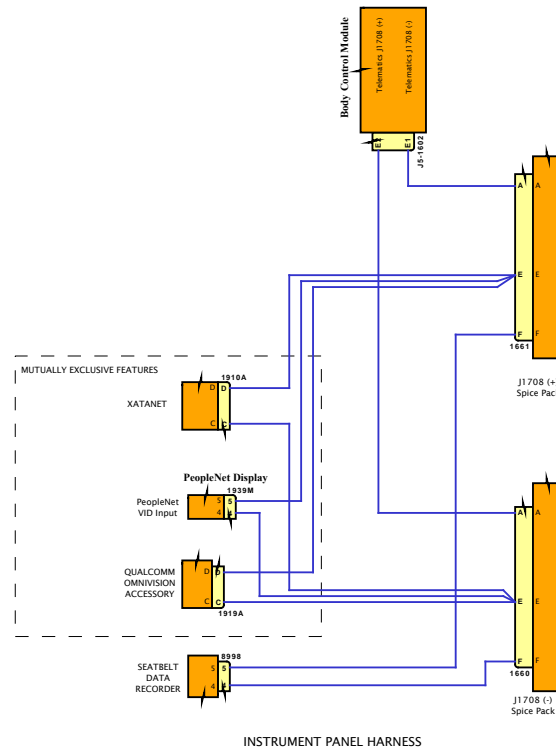 Body Control Module
Telematics J1708 (+)
Telematics J1708 (-)
E2
E1
J5-1602
A
A
E
E
F
F
1661
J1708 (+
Spice Pac
MUTUALLY EXCLUSIVE FEATURES
1910A
XATANET
D
D
C
C
PeopleNet Display
1939M
PeopleNet
VID Input
5
5
4
4
QUALCOMM
OMNIVISION
ACCESSORY
D
D
C
C
1919A
A
A
E
E
F
F
1660
J1708 (-)
Spice Pack
8998
SEATBELT
DATA
RECORDER
5
5
4
4
INSTRUMENT PANEL HARNESS